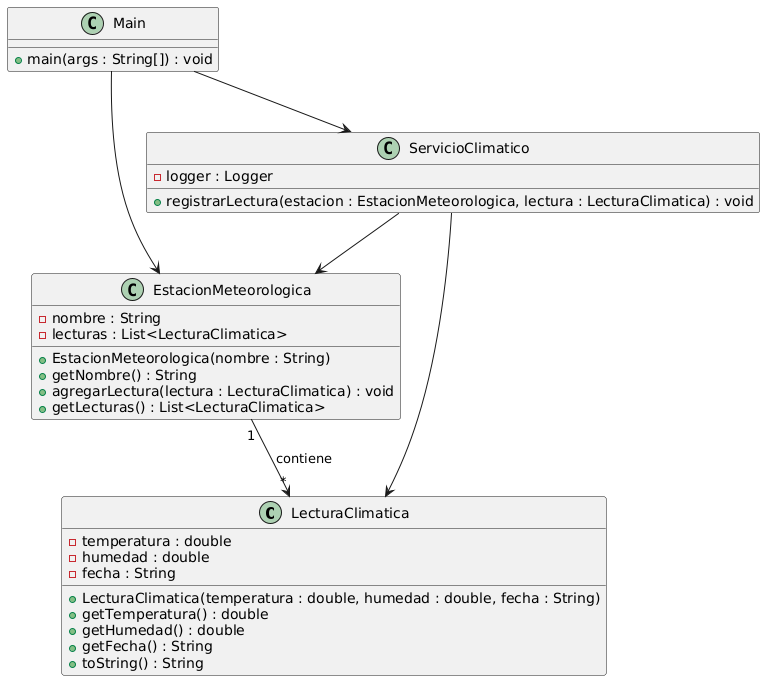 C Main
main(args : String[]) : void
C ServicioClimatico
logger : Logger
registrarLectura(estacion : EstacionMeteorologica, lectura : LecturaClimatica) : void
C EstacionMeteorologica
nombre : String
lecturas : List<LecturaClimatica>
EstacionMeteorologica(nombre : String)
getNombre() : String
agregarLectura(lectura : LecturaClimatica) : void
getLecturas() : List<LecturaClimatica>
1
contiene
*
C LecturaClimatica
temperatura : double
humedad : double
fecha : String
LecturaClimatica(temperatura : double, humedad : double, fecha : String)
getTemperatura() : double
getHumedad() : double
getFecha() : String
toString() : String